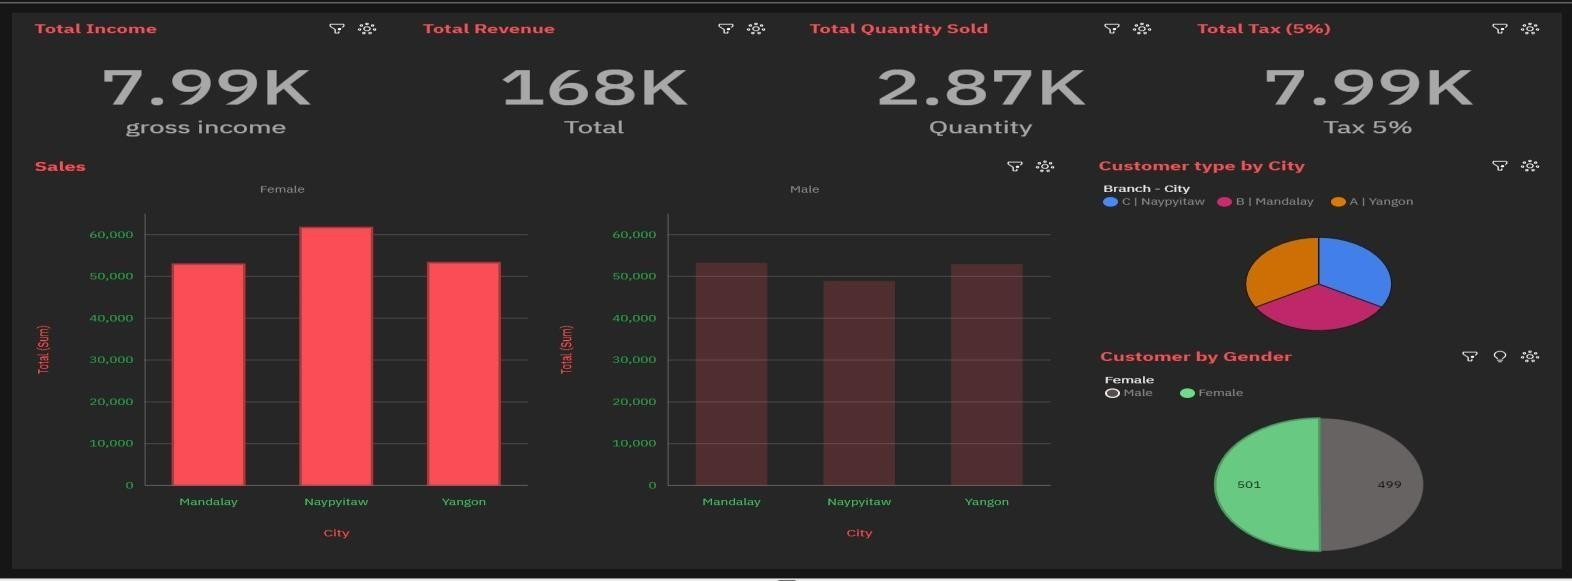 Total Income
7.99K
gross income
Total Revenue
168K
Total
Total Quantity Sold
2.87K
Quantity
Total Tax (5%)
7.99K
Tax 5%
Sales
Female
Total (Sum)
60,000
50,000
40,000
30,000
20,000
10,000
0
Mandalay Naypyitaw Yangon
City
Male
Total (Sum)
60,000
50,000
40,000
30,000
20,000
10,000
0
Mandalay Naypyitaw Yangon
City
Customer type by City
Branch - City
C | Naypyitaw B | Mandalay A | Yangon
Customer by Gender
Female
Male Female
501 499